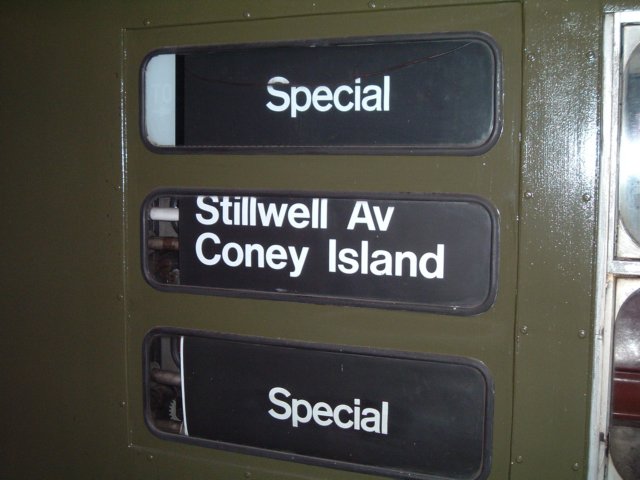 Special
Stillwell Av
Coney Island
Special